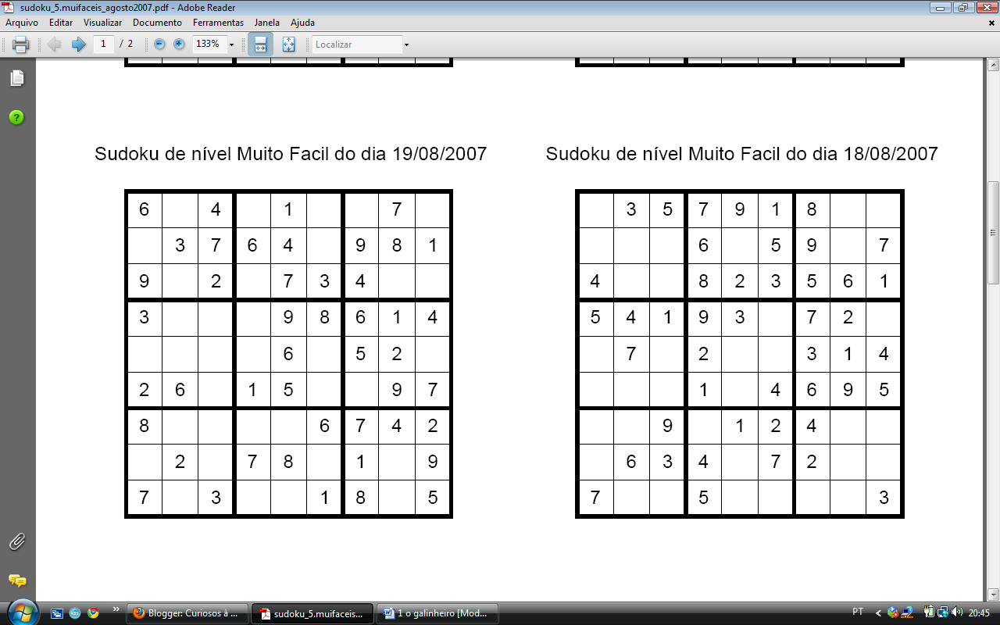 sudoku_5.muifaceis_agosto2007.pdf - Adobe Reader
Arquivo Editar Visualizar Documento Ferramentas Janela Ajuda
1 / 2 133% Localizar
Sudoku de nível Muito Facil do dia 19/08/2007
6 4 1 7
3 7 6 4 9 8 1
9 2 7 3 4
3 9 8 6 1 4
6 5 2
2 6 1 5 9 7
8 6 7 4 2
2 7 8 1 9
7 3 1 8 5
Sudoku de nível Muito Facil do dia 18/08/2007
3 5 7 9 1 8
6 5 9 7
4 8 2 3 5 6 1
5 4 1 9 3 7 2
7 2 3 1 4
1 4 6 9 5
9 1 2 4
6 3 4 7 2
7 5 3
Blogger: Curiosos à ... sudoku_5.muifaceis... 1 o galinheiro [Mod... PT 20:45